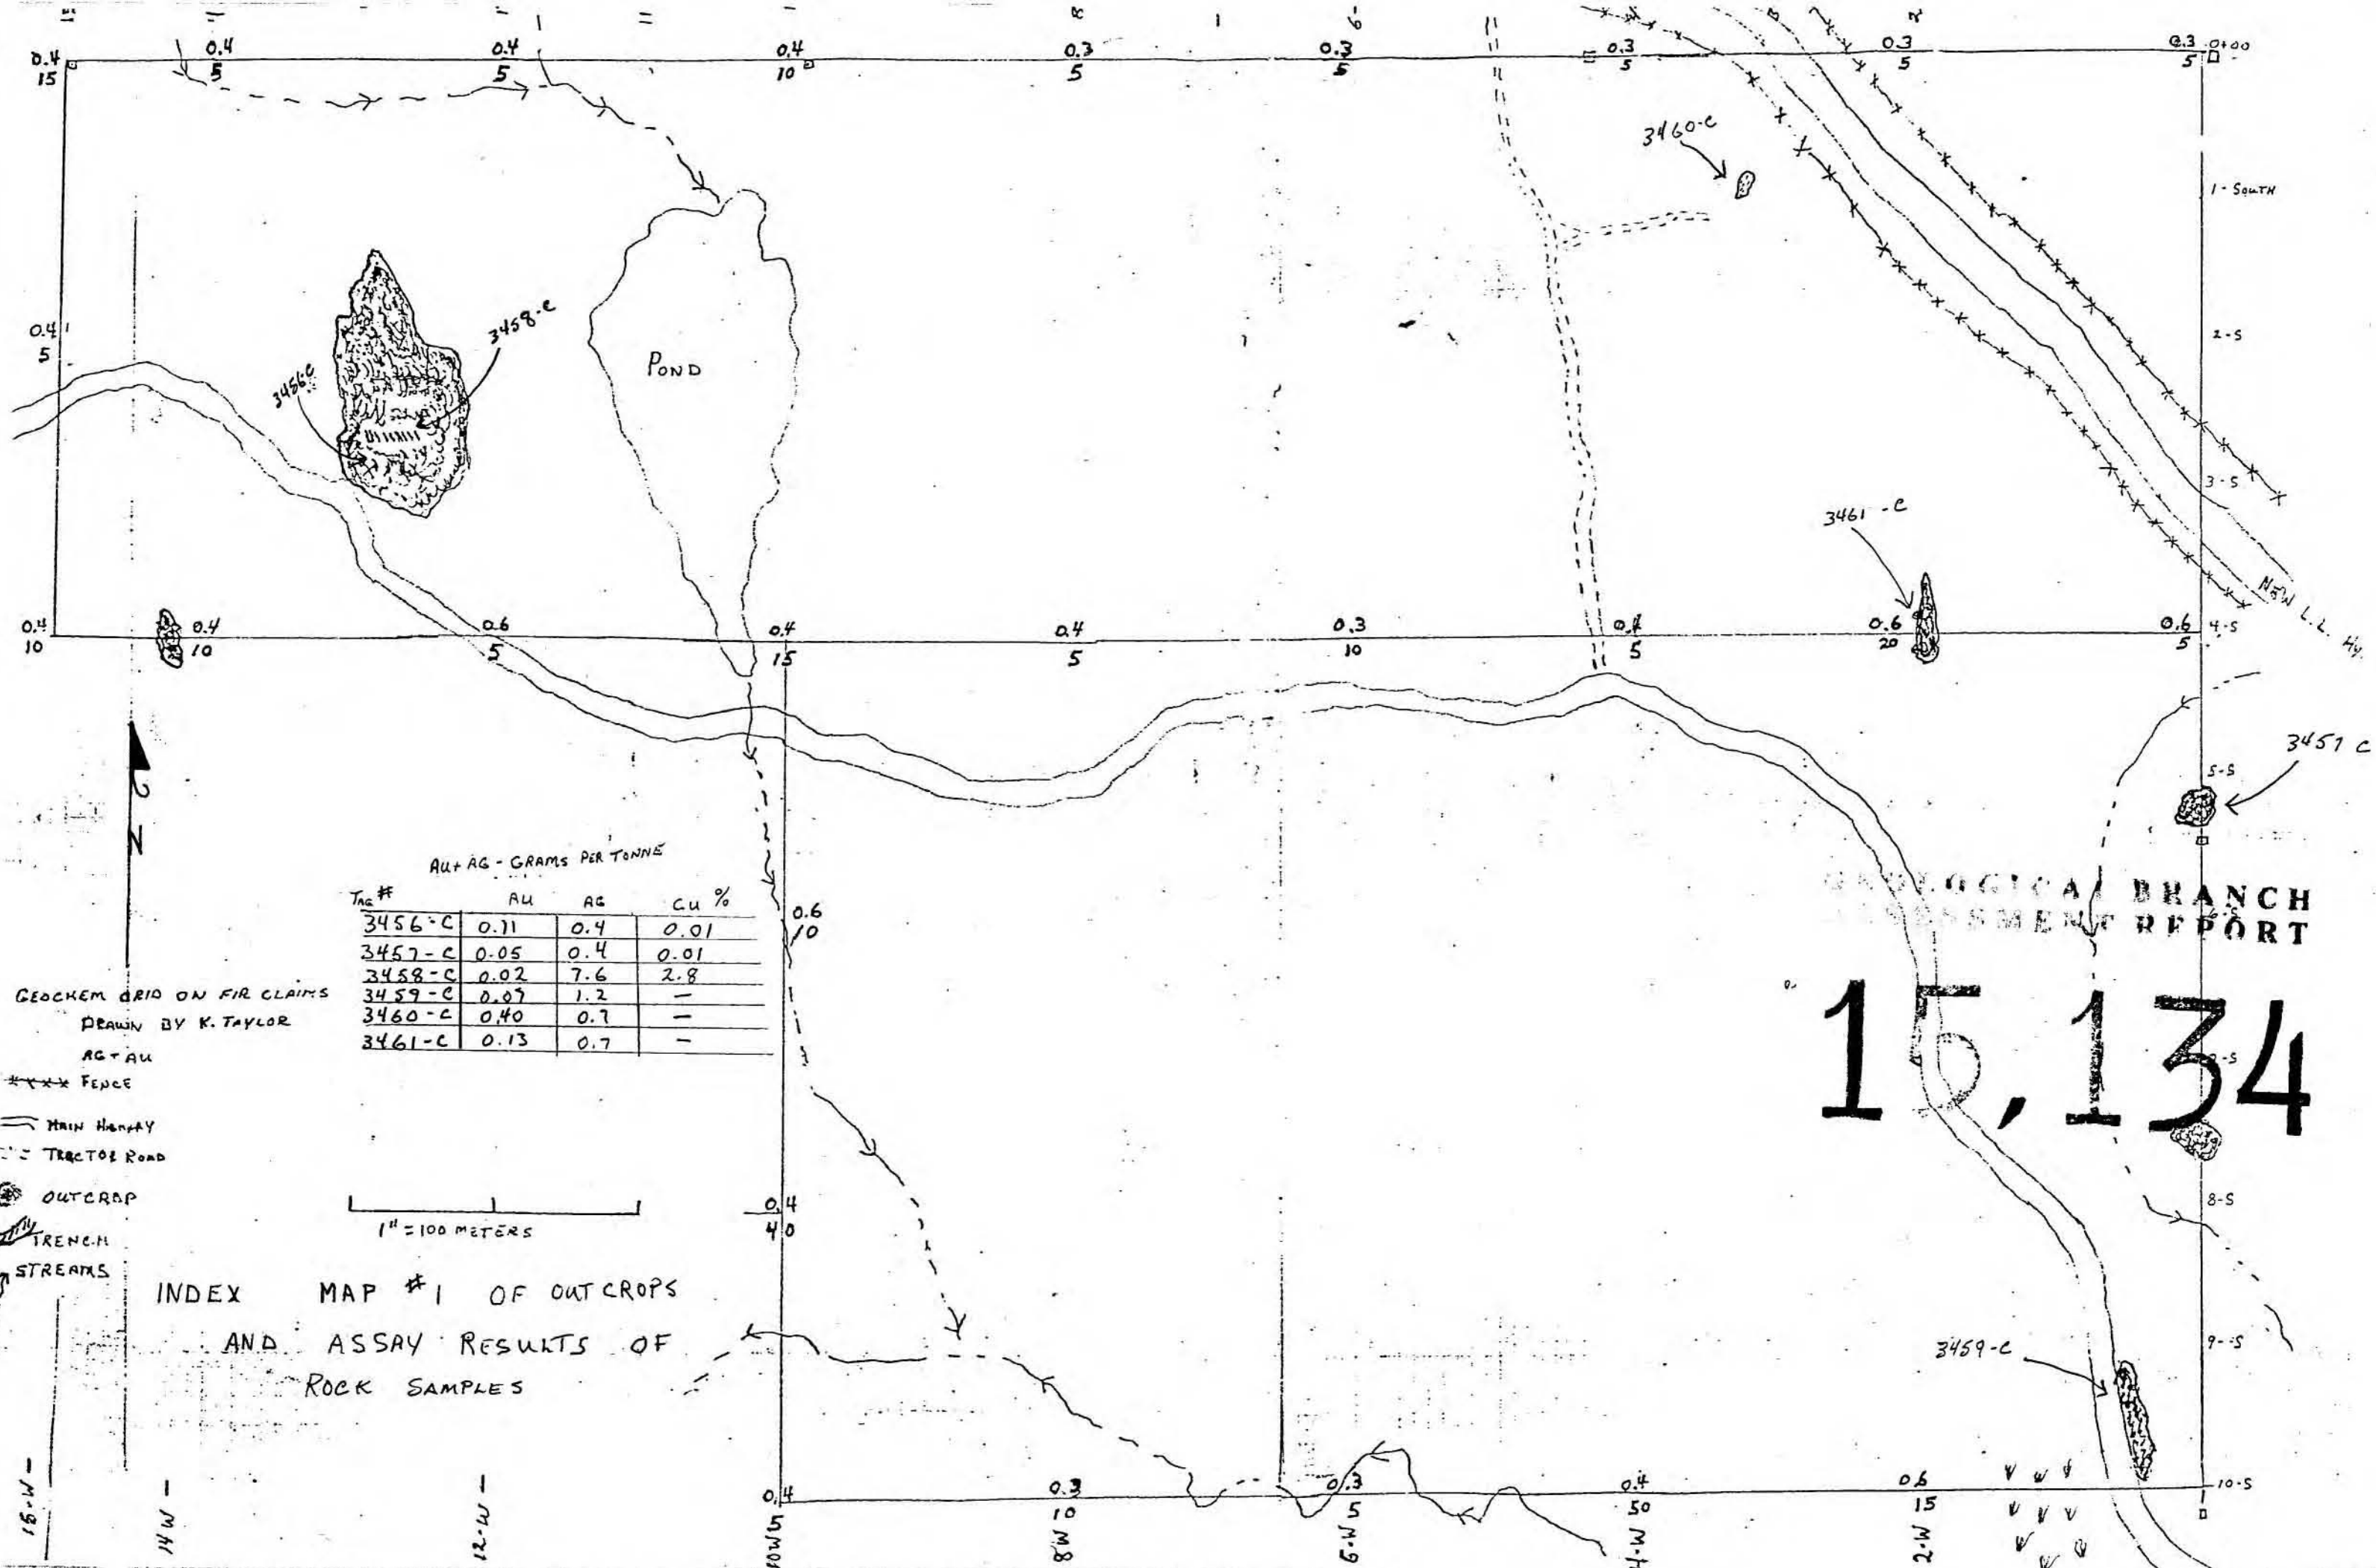 0.4 0.4 0.4 0.4 0.3 0.3 0.3 0.3 0.3 0+00
15 5 5 10 5 5 5 5 5
3460-C
1-SOUTH
3458-C
0.4
5
POND
2-S
3456-C
3-S
3461-C
NEW L.L. Hy.
0.4 0.4 0.6 0.4 0.4 0.3 0.4 0.6 0.6 4-S
10 10 5 15 5 10 5 20 5
3457 C
5-S
N
AU + AG - GRAMS PER TONNE
TAG # AU AG CU %
3456-C 0.11 0.4 0.01
3457-C 0.05 0.4 0.01
3458-C 0.02 7.6 2.8
3459-C 0.09 1.2 —
3460-C 0.40 0.7 —
3461-C 0.13 0.7 —
0.6
10
GEOLOGICAL BRANCH
ASSESSMENT REPORT
15,134
GEOCHEM GRID ON FIR CLAIMS
DRAWN BY K. TAYLOR
AG + AU
FENCE
MAIN HIGHWAY
TRACTOR ROAD
OUTCROP
TRENCH
STREAMS
1" = 100 METERS
0.4
40
8-S
INDEX MAP #1 OF OUTCROPS
AND ASSAY RESULTS OF
ROCK SAMPLES
9-S
3459-C
0.4 0.3 0.3 0.4 0.6 10-S
5 10 5 50 15
14W 12-W 10W 8W 6-W 4-W 2-W